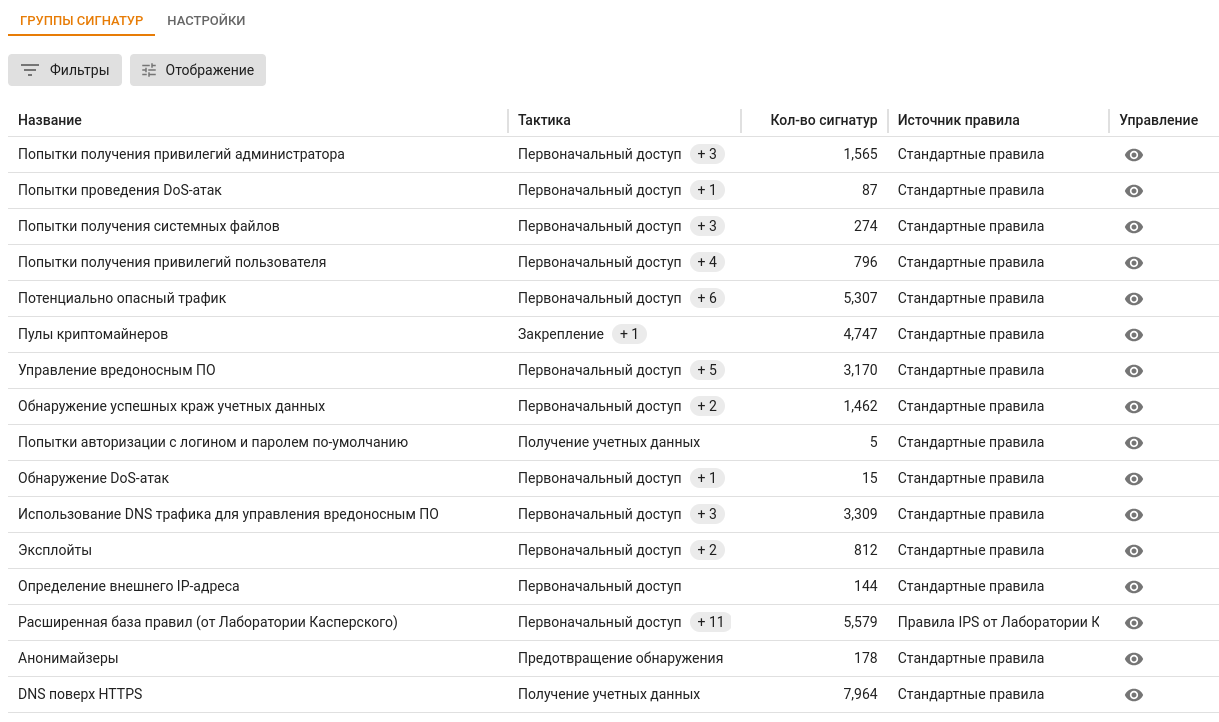 ГРУППЫ СИГНАТУР НАСТРОЙКИ
Фильтры Отображение
Название Тактика Кол-во сигнатур Источник правила Управление
Попытки получения привилегий администратора Первоначальный доступ + 3 1,565 Стандартные правила
Попытки проведения DoS-атак Первоначальный доступ + 1 87 Стандартные правила
Попытки получения системных файлов Первоначальный доступ + 3 274 Стандартные правила
Попытки получения привилегий пользователя Первоначальный доступ + 4 796 Стандартные правила
Потенциально опасный трафик Первоначальный доступ + 6 5,307 Стандартные правила
Пулы криптомайнеров Закрепление + 1 4,747 Стандартные правила
Управление вредоносным ПО Первоначальный доступ + 5 3,170 Стандартные правила
Обнаружение успешных краж учетных данных Первоначальный доступ + 2 1,462 Стандартные правила
Попытки авторизации с логином и паролем по-умолчанию Получение учетных данных 5 Стандартные правила
Обнаружение DoS-атак Первоначальный доступ + 1 15 Стандартные правила
Использование DNS трафика для управления вредоносным ПО Первоначальный доступ + 3 3,309 Стандартные правила
Эксплойты Первоначальный доступ + 2 812 Стандартные правила
Определение внешнего IP-адреса Первоначальный доступ 144 Стандартные правила
Расширенная база правил (от Лаборатории Касперского) Первоначальный доступ + 11 5,579 Правила IPS от Лаборатории К
Анонимайзеры Предотвращение обнаружения 178 Стандартные правила
DNS поверх HTTPS Получение учетных данных 7,964 Стандартные правила